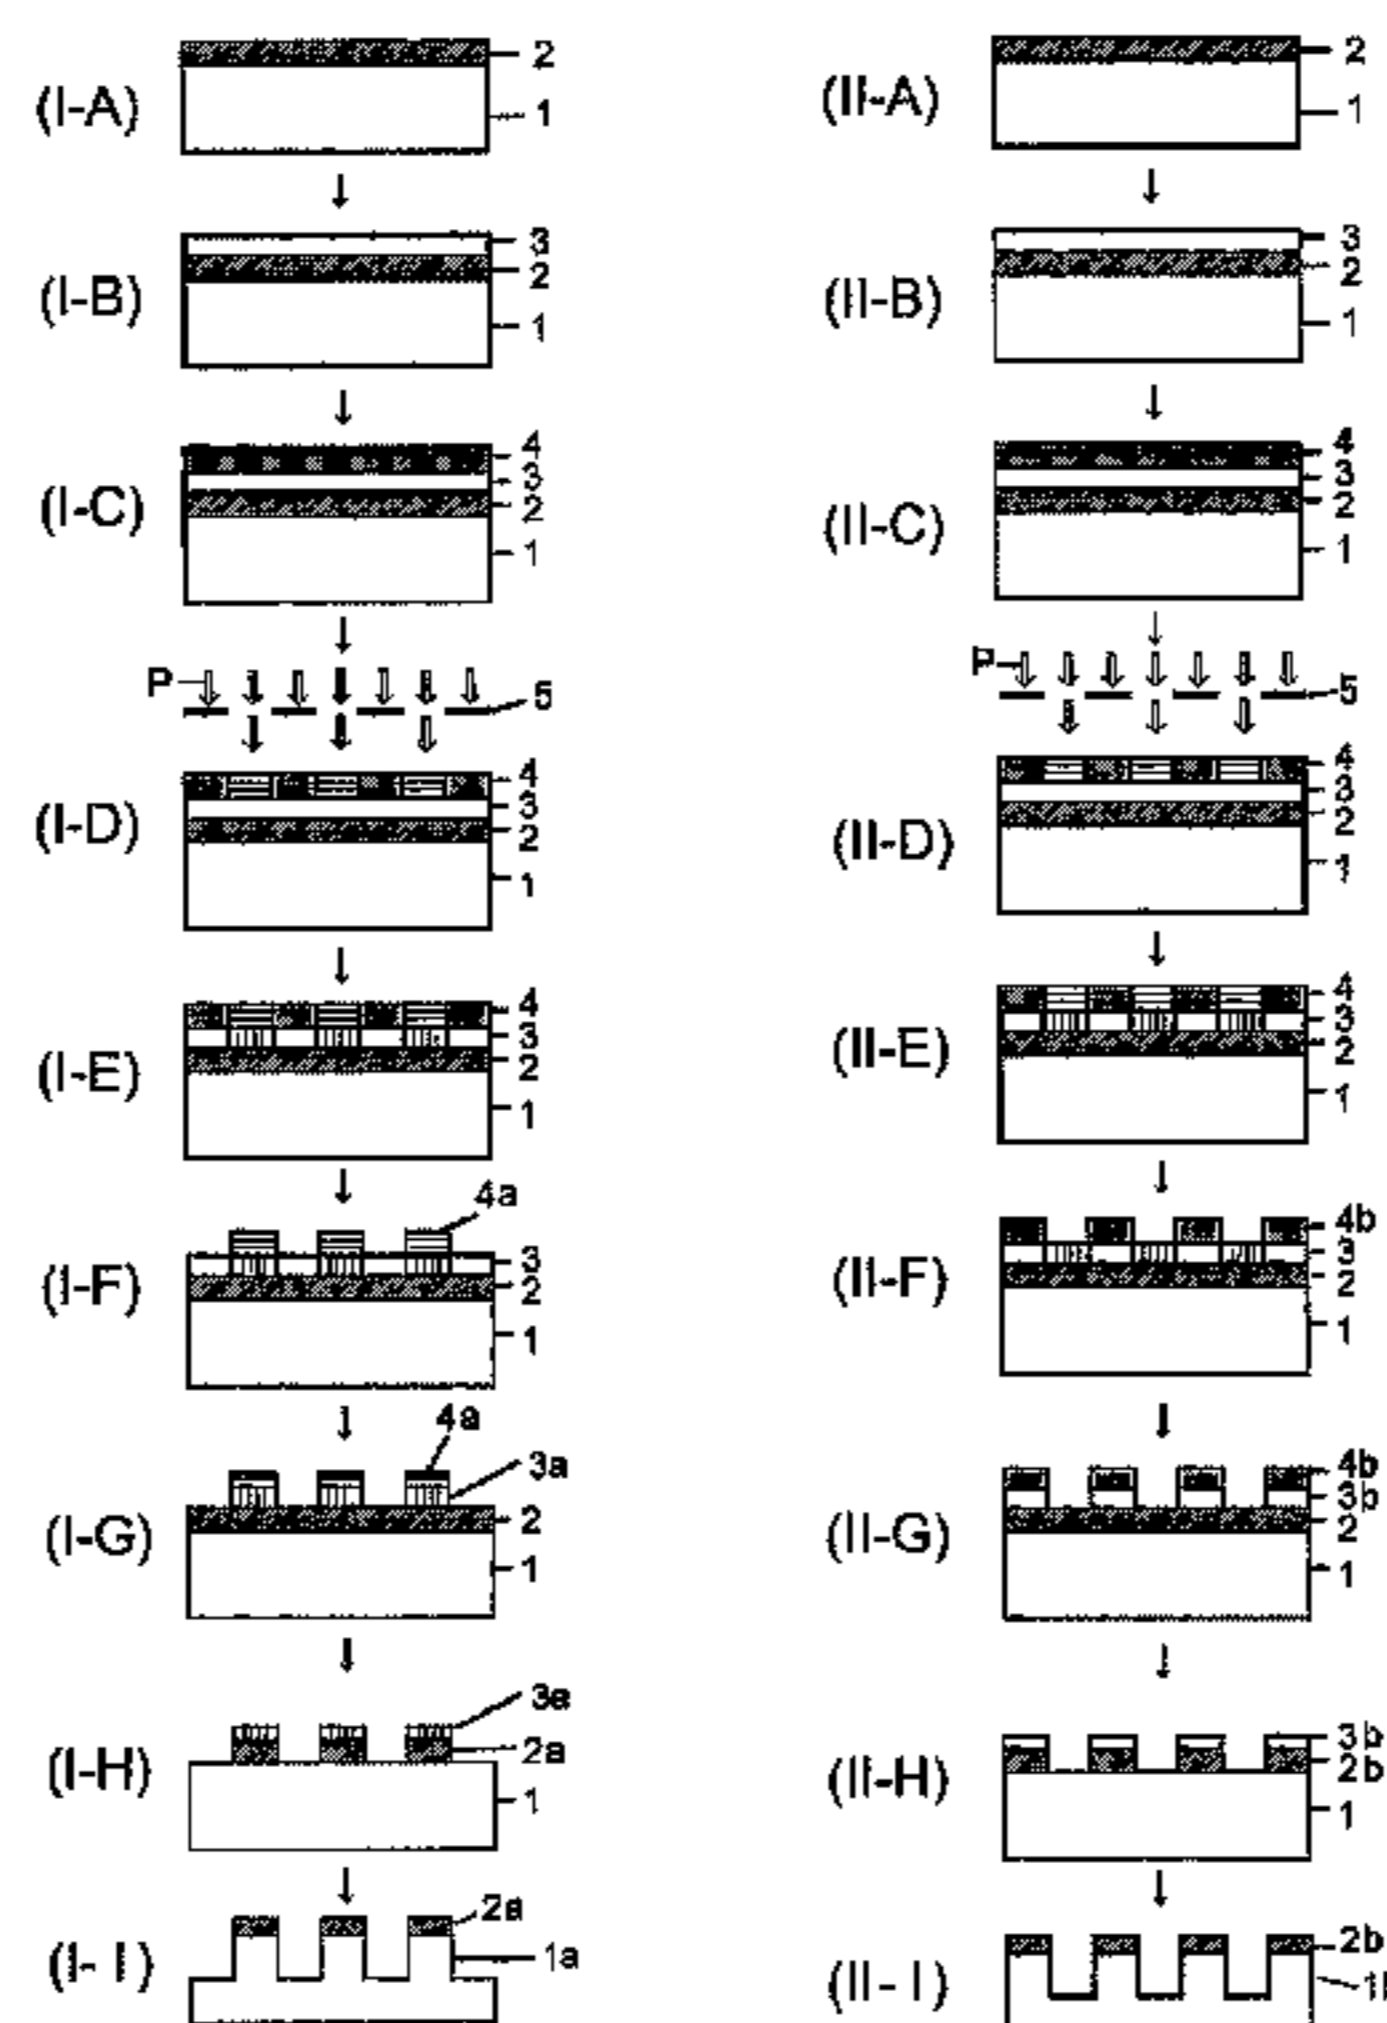 (I-A) 2 1
(II-A) 2 1
(I-B) 3 2 1
(II-B) 3 2 1
(I-C) 4 3 2 1
(II-C) 4 3 2 1
P 5
P 5
(I-D) 4 3 2 1
(II-D) 4 3 2 1
(I-E) 4 3 2 1
(II-E) 4 3 2 1
(I-F) 4a 3 2 1
(II-F) 4b 3 2 1
(I-G) 4a 3a 2 1
(II-G) 4b 3b 2 1
(I-H) 3a 2a 1
(II-H) 3b 2b 1
(I-I) 2a 1a
(II-I) 2b